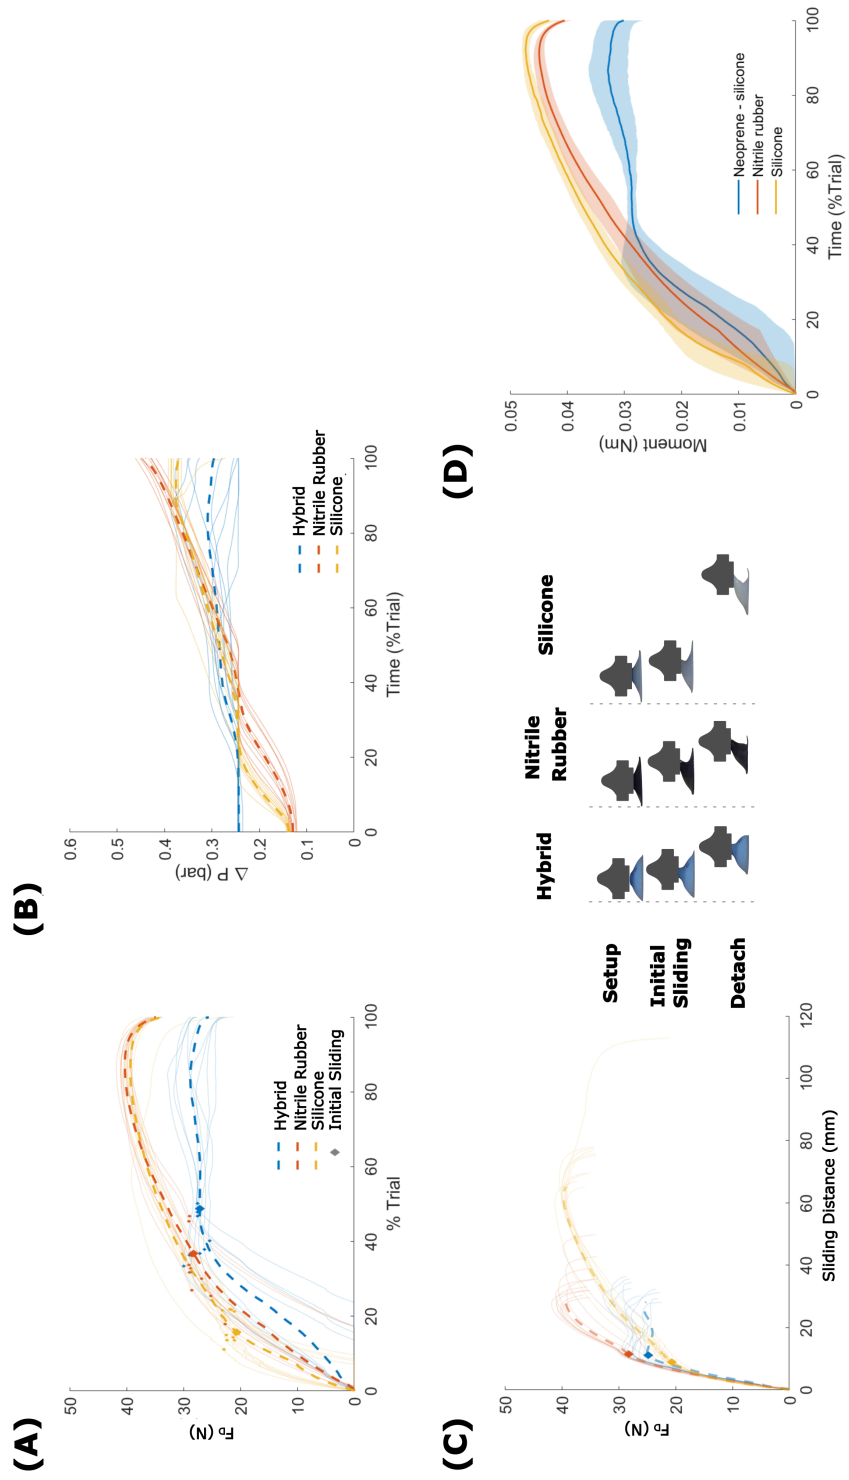 (A)
50
40
30
20
10
0
F_D (N)
0
20
40
60
80
100
% Trial
Hybrid
Nitrile Rubber
Silicone
Initial Sliding
(B)
0.6
0.5
0.4
0.3
0.2
0.1
0
Δ P (bar)
0
20
40
60
80
100
Time (%Trial)
Hybrid
Nitrile Rubber
Silicone
(C)
50
40
30
20
10
0
F_D (N)
0
20
40
60
80
100
120
Sliding Distance (mm)
Hybrid
Nitrile
Rubber
Silicone
Setup
Initial
Sliding
Detach
(D)
0.05
0.04
0.03
0.02
0.01
0
Moment (Nm)
0
20
40
60
80
100
Time (%Trial)
Neoprene - silicone
Nitrile rubber
Silicone